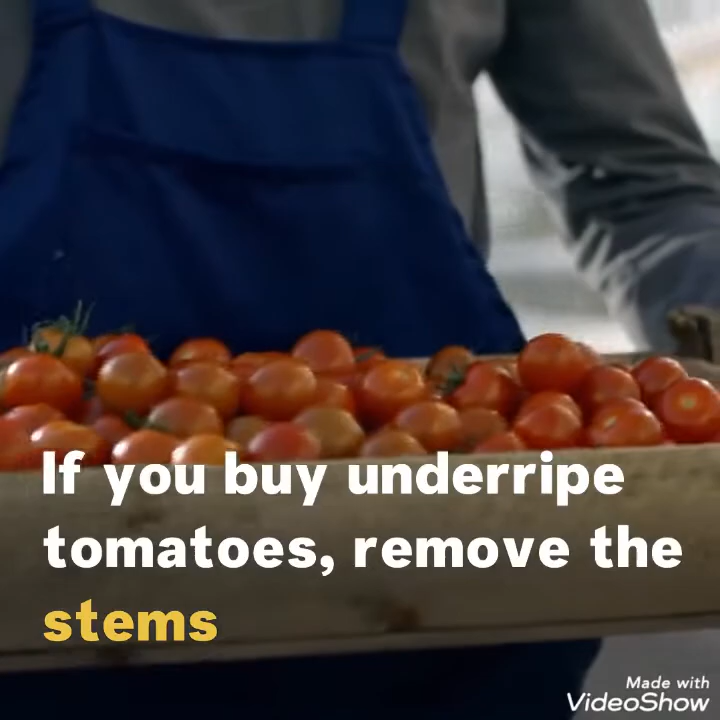 If you buy underripe
tomatoes, remove the
stems
Made with
VideoShow